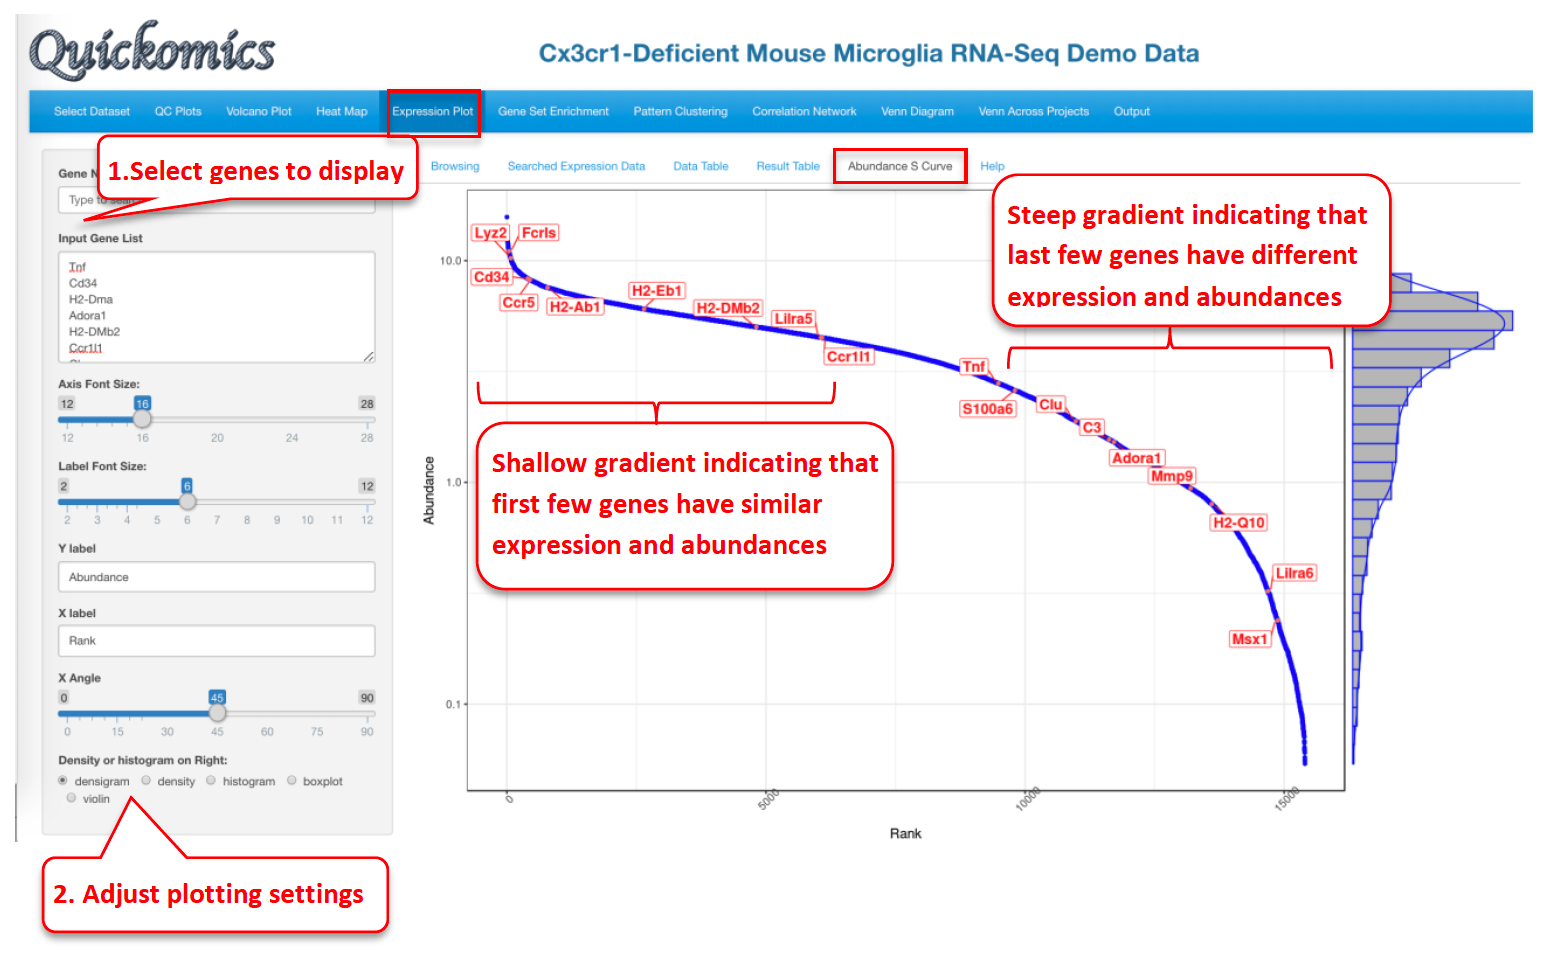 Quickomics
Cx3cr1-Deficient Mouse Microglia RNA-Seq Demo Data
Select Dataset QC Plots Volcano Plot Heat Map Expression Plot Gene Set Enrichment Pattern Clustering Correlation Network Venn Diagram Venn Across Projects Output
1.Select genes to display
Browsing Searched Expression Data Data Table Result Table Abundance S Curve Help
Gene
Type to
Input Gene List
Tnf
Cd34
H2-Dma
Adora1
H2-DMb2
Ccr1l1
Axis Font Size:
12 16 28
12 16 20 24 28
Label Font Size:
2 6 12
2 3 4 5 6 7 8 9 10 11 12
Y label
Abundance
X label
Rank
X Angle
0 45 90
0 15 30 45 60 75 90
Density or histogram on Right:
densigram density histogram boxplot
violin
2. Adjust plotting settings
Steep gradient indicating that
last few genes have different
expression and abundances
Shallow gradient indicating that
first few genes have similar
expression and abundances
Abundance
10.0
1.0
0.1
Lyz2
Fcrls
Cd34
Ccr5
H2-Ab1
H2-Eb1
H2-DMb2
Lilra5
Ccr1l1
Tnf
S100a6
Clu
C3
Adora1
Mmp9
H2-Q10
Lilra6
Msx1
0 5000 10000 15000
Rank